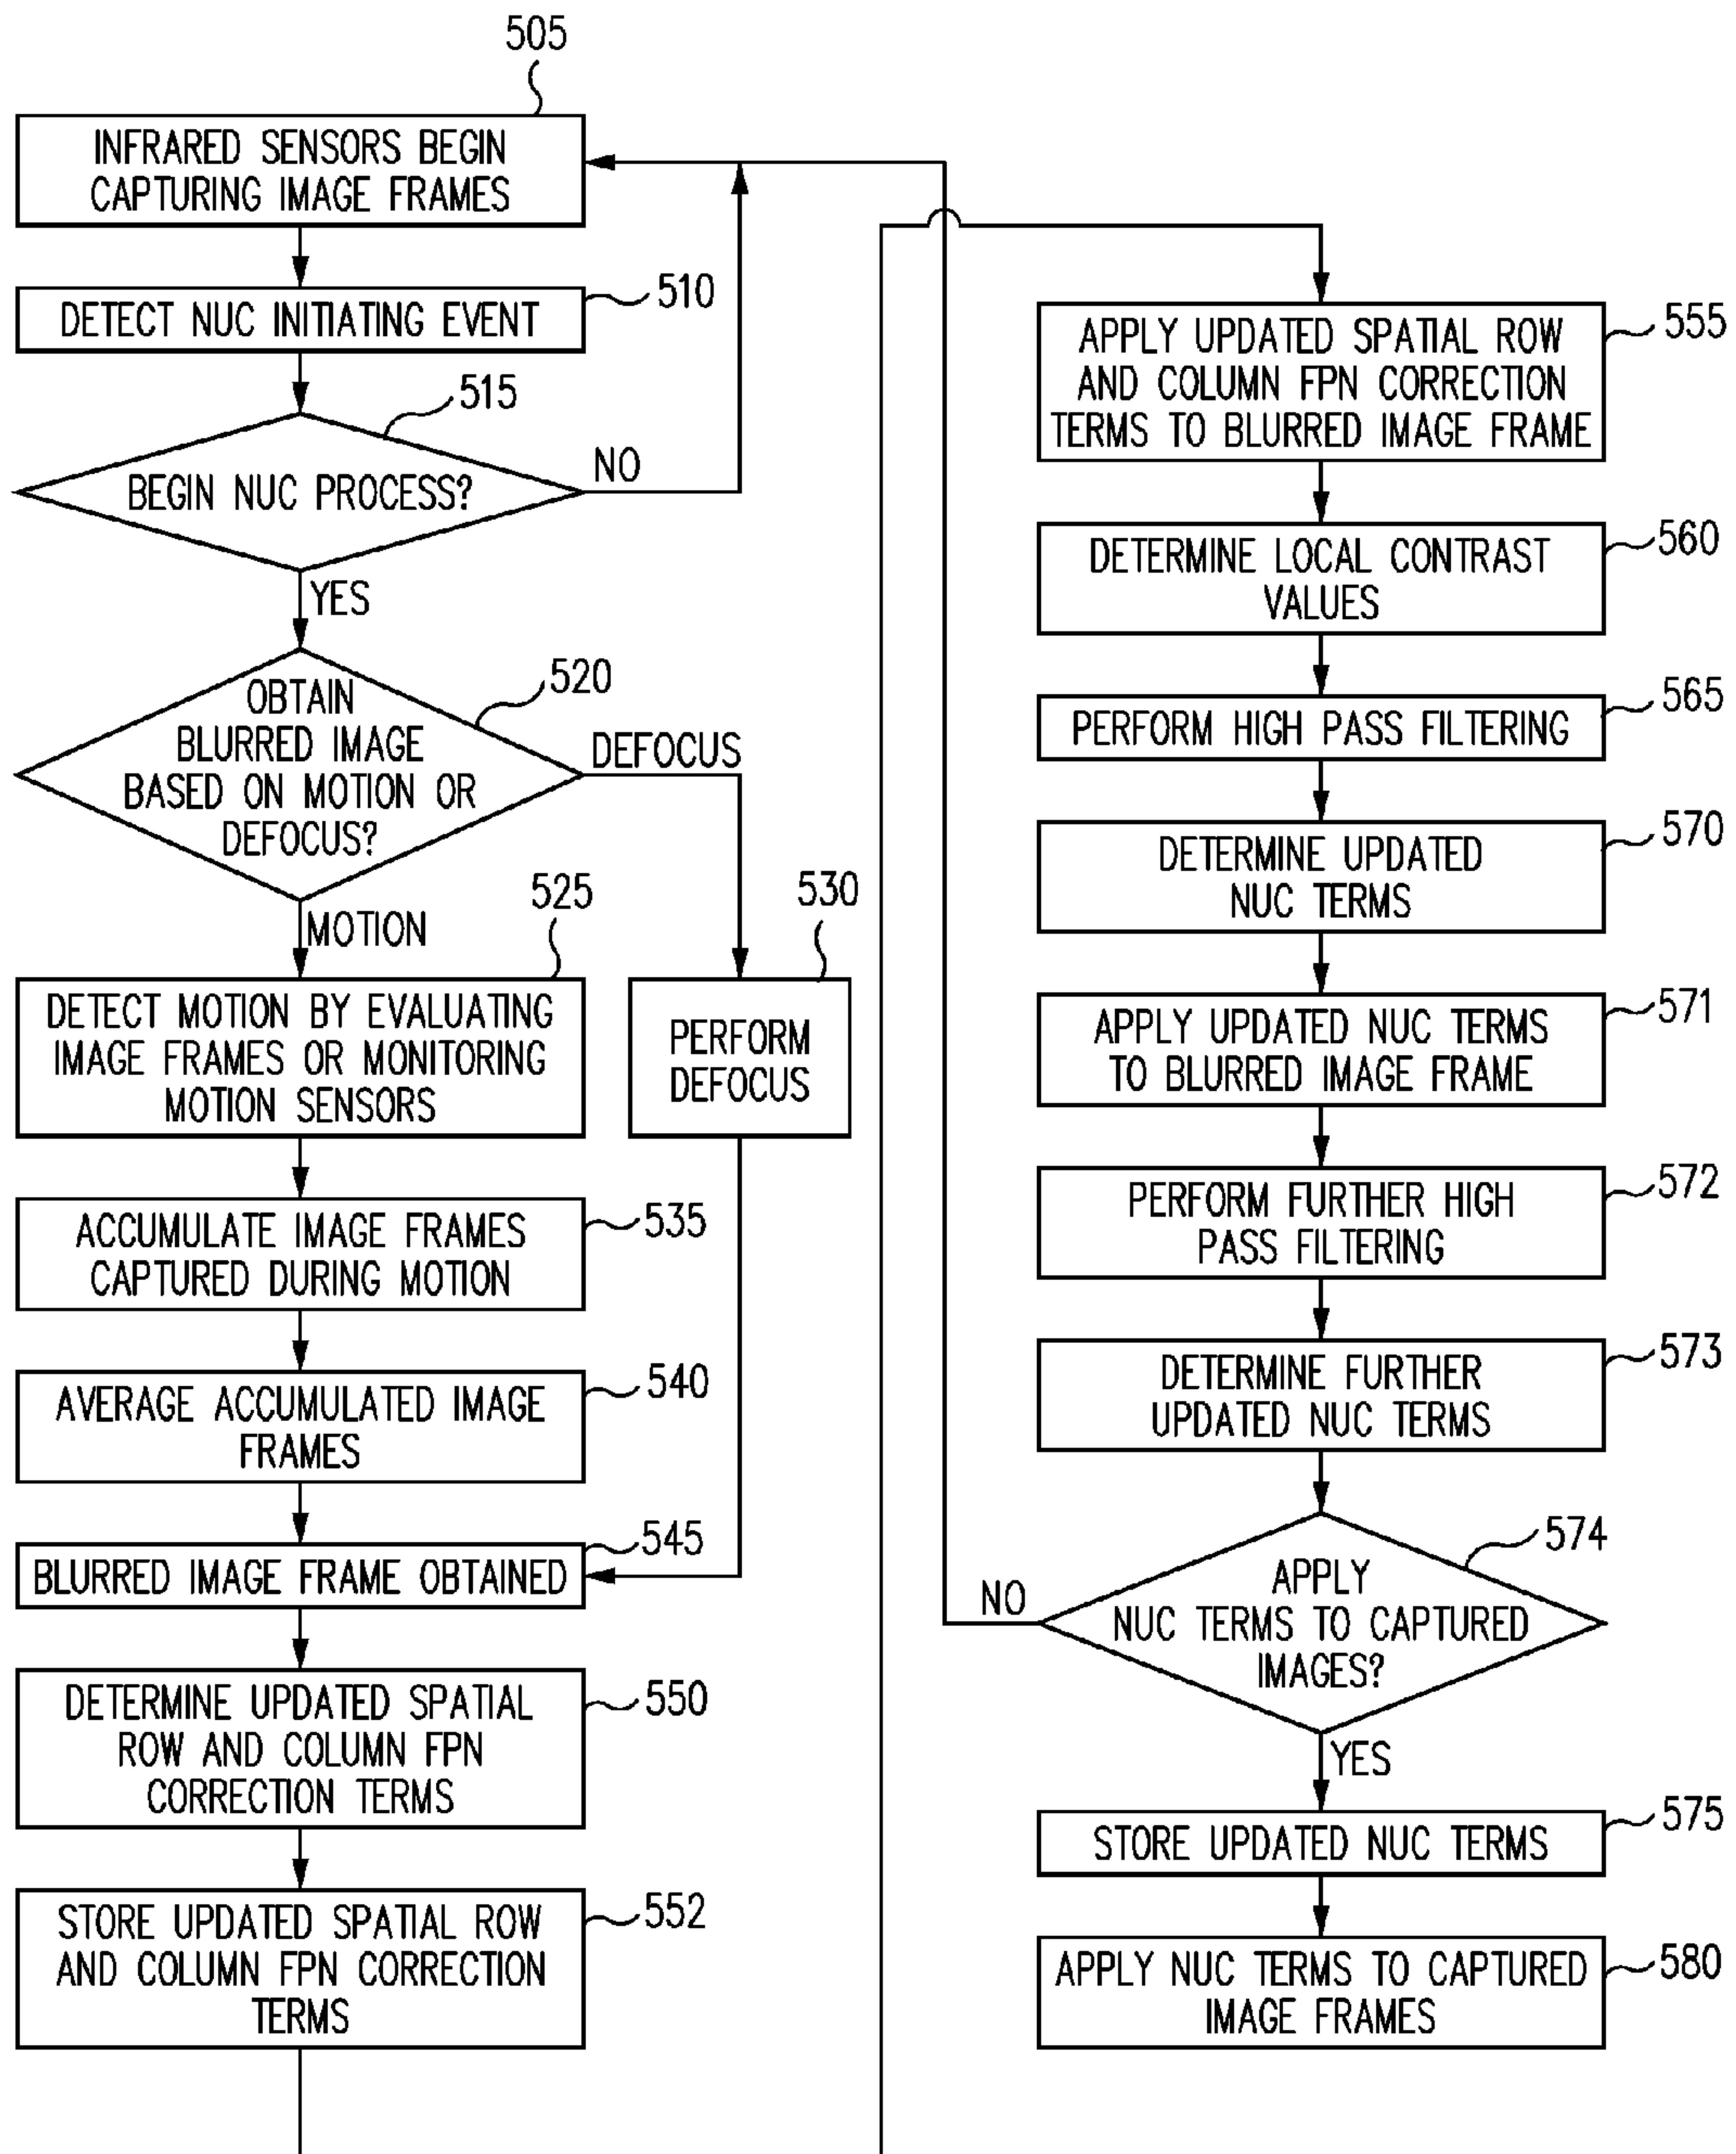 505
INFRARED SENSORS BEGIN
CAPTURING IMAGE FRAMES
DETECT NUC INITIATING EVENT
510
515
BEGIN NUC PROCESS?
NO
YES
520
OBTAIN
BLURRED IMAGE
BASED ON MOTION OR
DEFOCUS?
DEFOCUS
MOTION
525
530
DETECT MOTION BY EVALUATING
IMAGE FRAMES OR MONITORING
MOTION SENSORS
PERFORM
DEFOCUS
ACCUMULATE IMAGE FRAMES
CAPTURED DURING MOTION
535
AVERAGE ACCUMULATED IMAGE
FRAMES
540
BLURRED IMAGE FRAME OBTAINED
545
DETERMINE UPDATED SPATIAL
ROW AND COLUMN FPN
CORRECTION TERMS
550
STORE UPDATED SPATIAL ROW
AND COLUMN FPN CORRECTION
TERMS
552
APPLY UPDATED SPATIAL ROW
AND COLUMN FPN CORRECTION
TERMS TO BLURRED IMAGE FRAME
555
DETERMINE LOCAL CONTRAST
VALUES
560
PERFORM HIGH PASS FILTERING
565
DETERMINE UPDATED
NUC TERMS
570
APPLY UPDATED NUC TERMS
TO BLURRED IMAGE FRAME
571
PERFORM FURTHER HIGH
PASS FILTERING
572
DETERMINE FURTHER
UPDATED NUC TERMS
573
574
APPLY
NUC TERMS TO CAPTURED
IMAGES?
NO
YES
STORE UPDATED NUC TERMS
575
APPLY NUC TERMS TO CAPTURED
IMAGE FRAMES
580